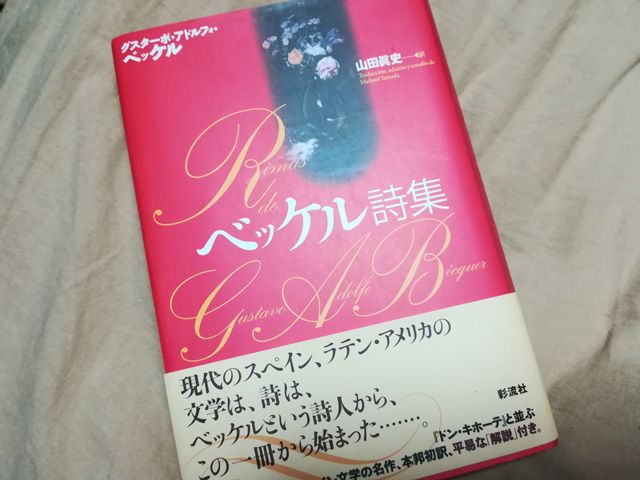 グスターボ・アドルフォ・
ベッケル
山田眞史──◀訳
Traducción, edición y estudio de
Mafumi Yamada
Rimas
de
ベッケル詩集
Gustavo Adolfo Bécquer
現代のスペイン、ラテン・アメリカの
文学は、詩は、
ベッケルという詩人から、
この一冊から始まった……。
彩流社
『ドン・キホーテ』と並ぶ
文学の名作、本邦初訳、平易な「解説」付き。